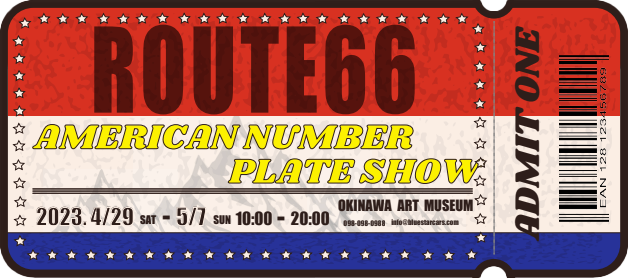 ROUTE66
AMERICAN NUMBER
PLATE SHOW
2023.4/29 SAT - 5/7 SUN 10:00 - 20:00
OKINAWA ART MUSEUM
098-098-0988 info@bluestarcars.com
ADMIT ONE
EAN 128 123456789